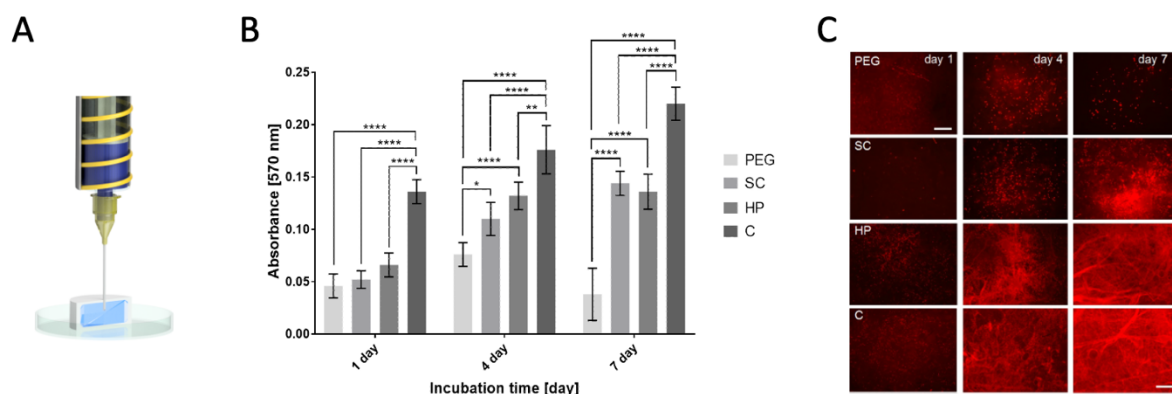 A
B
C
Absorbance [570 nm]
0.25
0.20
0.15
0.10
0.05
0.00
****
****
****
****
****
**
****
*
****
****
****
****
****
1 day
4 day
7 day
Incubation time [day]
PEG
SC
HP
C
PEG
day 1
day 4
day 7
SC
HP
C